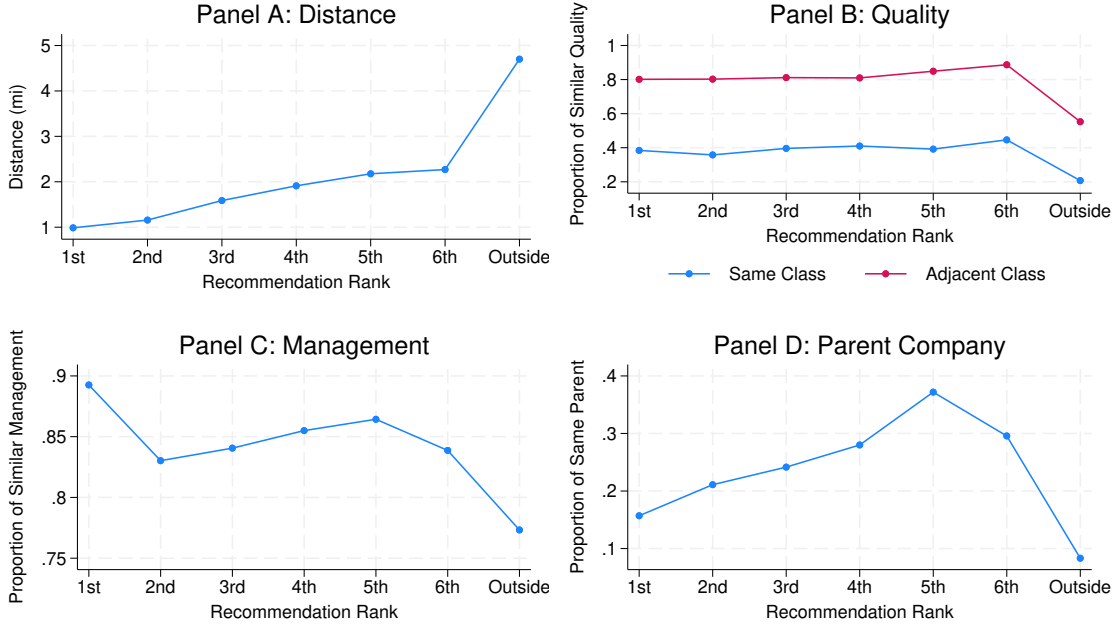 Panel A: Distance
Distance (mi)
5
4
3
2
1
1st 2nd 3rd 4th 5th 6th Outside
Recommendation Rank
Panel B: Quality
Proportion of Similar Quality
1
.8
.6
.4
.2
1st 2nd 3rd 4th 5th 6th Outside
Recommendation Rank
Same Class Adjacent Class
Panel C: Management
Proportion of Similar Management
.9
.85
.8
.75
1st 2nd 3rd 4th 5th 6th Outside
Recommendation Rank
Panel D: Parent Company
Proportion of Same Parent
.4
.3
.2
.1
1st 2nd 3rd 4th 5th 6th Outside
Recommendation Rank